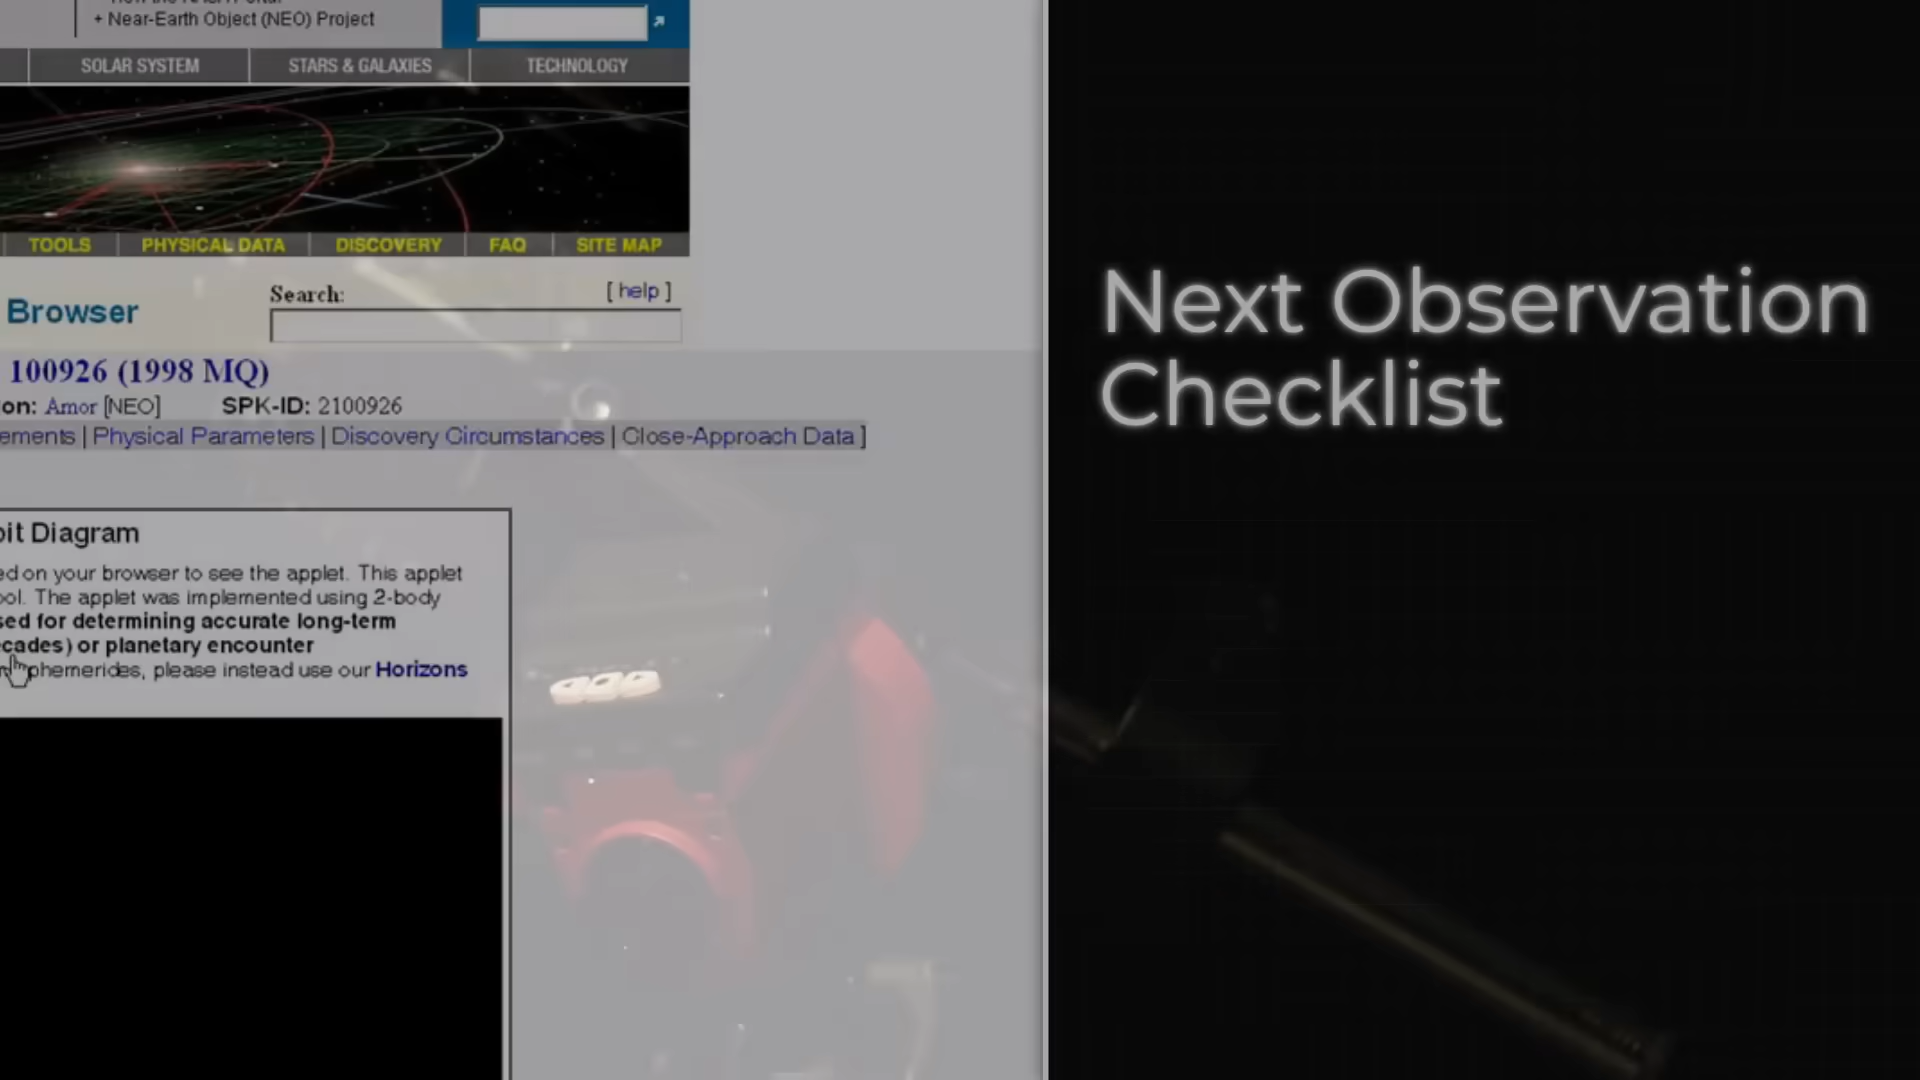 + Near-Earth Object (NEO) Project
SOLAR SYSTEM STARS & GALAXIES TECHNOLOGY
TOOLS PHYSICAL DATA DISCOVERY FAQ SITE MAP
Search: [ help ]
Browser
100926 (1998 MQ)
on: Amor [NEO] SPK-ID: 2100926
ements | Physical Parameters | Discovery Circumstances | Close-Approach Data ]
bit Diagram
ed on your browser to see the applet. This applet
ool. The applet was implemented using 2-body
sed for determining accurate long-term
cades) or planetary encounter
phemerides, please instead use our Horizons
Next Observation
Checklist